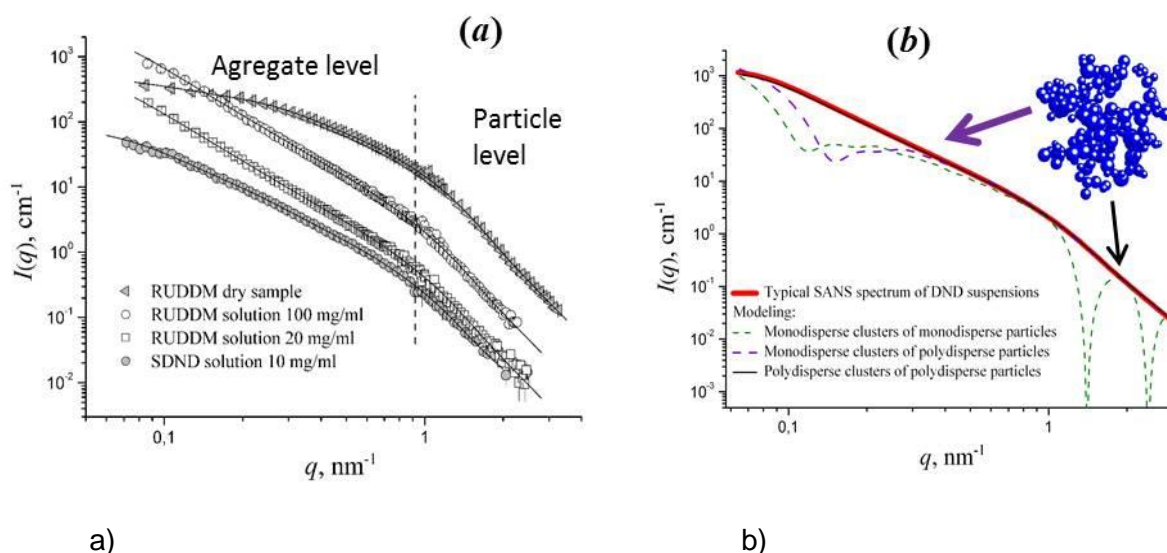 (a)
Agregate level
Particle
level
10³
10²
10¹
10⁰
10⁻¹
10⁻²
I(q), cm⁻¹
RUDDM dry sample
RUDDM solution 100 mg/ml
RUDDM solution 20 mg/ml
SDND solution 10 mg/ml
0,1
1
q, nm⁻¹
(b)
10³
10²
10¹
10⁰
10⁻¹
10⁻²
10⁻³
I(q), cm⁻¹
Typical SANS spectrum of DND suspensions
Modeling:
Monodisperse clusters of monodisperse particles
Monodisperse clusters of polydisperse particles
Polydisperse clusters of polydisperse particles
0,1
1
q, nm⁻¹
a)
b)